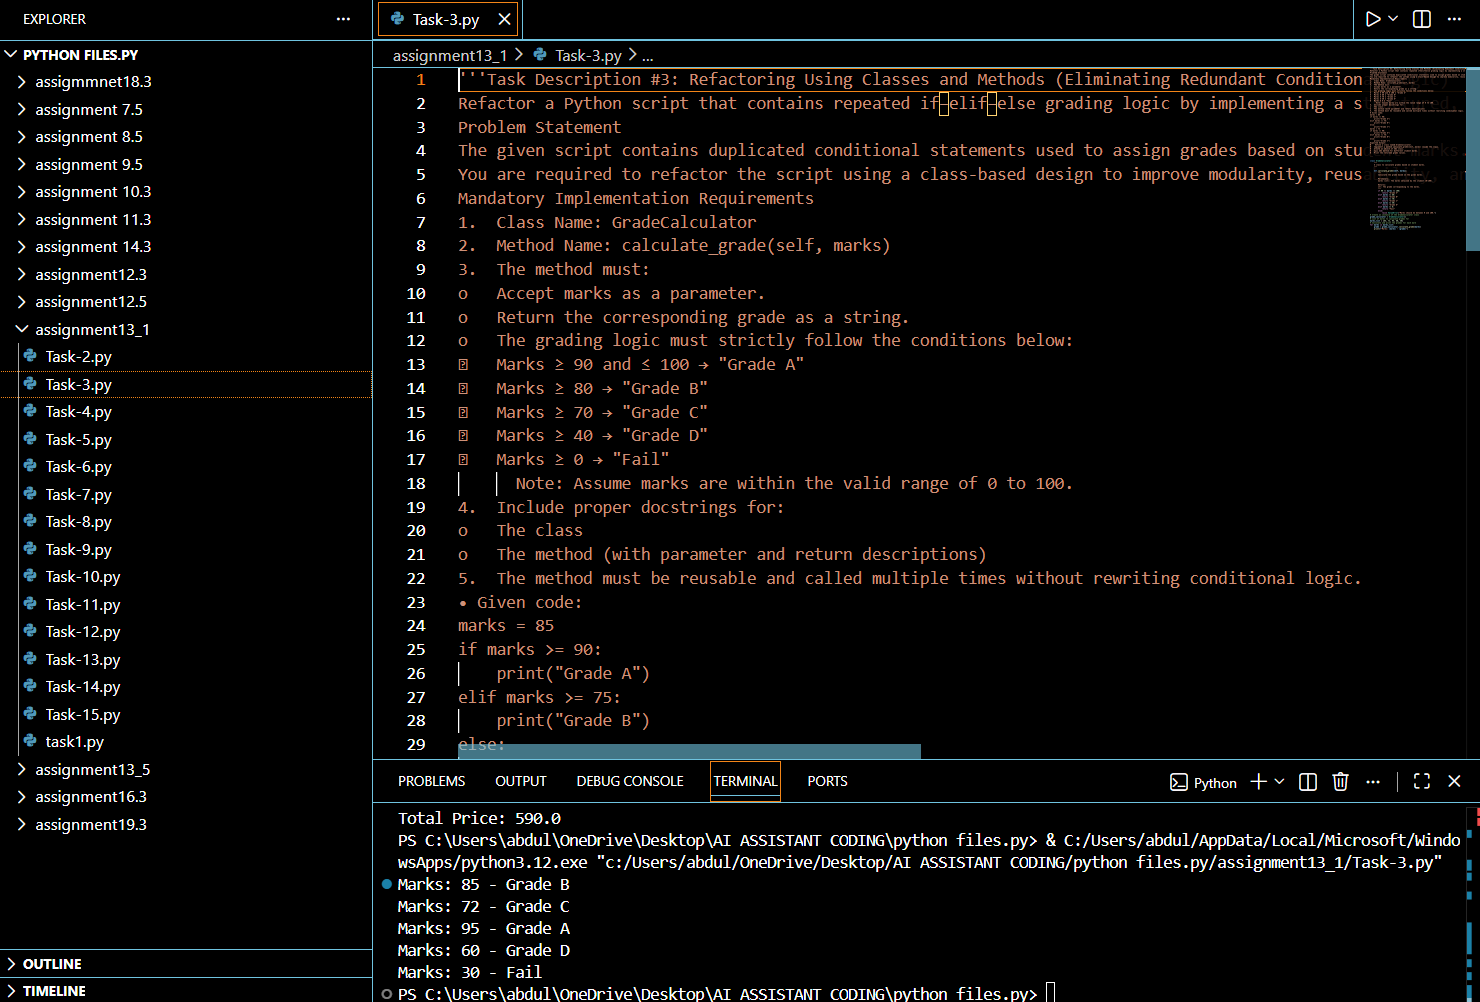 EXPLORER
PYTHON FILES.PY
assigmmnet18.3
assignment 7.5
assignment 8.5
assignment 9.5
assignment 10.3
assignment 11.3
assignment 14.3
assignment12.3
assignment12.5
assignment13_1
Task-2.py
Task-3.py
Task-4.py
Task-5.py
Task-6.py
Task-7.py
Task-8.py
Task-9.py
Task-10.py
Task-11.py
Task-12.py
Task-13.py
Task-14.py
Task-15.py
task1.py
assignment13_5
assignment16.3
assignment19.3
OUTLINE
TIMELINE
Task-3.py
assignment13_1 > Task-3.py > ...
1 '''Task Description #3: Refactoring Using Classes and Methods (Eliminating Redundant Condition
2 Refactor a Python script that contains repeated if-elif-else grading logic by implementing a s
3 Problem Statement
4 The given script contains duplicated conditional statements used to assign grades based on stu marks.
5 You are required to refactor the script using a class-based design to improve modularity, reus
6 Mandatory Implementation Requirements
7 1. Class Name: GradeCalculator
8 2. Method Name: calculate_grade(self, marks)
9 3. The method must:
10 o Accept marks as a parameter.
11 o Return the corresponding grade as a string.
12 o The grading logic must strictly follow the conditions below:
13 Marks ≥ 90 and ≤ 100 → "Grade A"
14 Marks ≥ 80 → "Grade B"
15 Marks ≥ 70 → "Grade C"
16 Marks ≥ 40 → "Grade D"
17 Marks ≥ 0 → "Fail"
18 Note: Assume marks are within the valid range of 0 to 100.
19 4. Include proper docstrings for:
20 o The class
21 o The method (with parameter and return descriptions)
22 5. The method must be reusable and called multiple times without rewriting conditional logic.
23 • Given code:
24 marks = 85
25 if marks >= 90:
26 print("Grade A")
27 elif marks >= 75:
28 print("Grade B")
29 else:
PROBLEMS OUTPUT DEBUG CONSOLE TERMINAL PORTS Python
Total Price: 590.0
PS C:\Users\abdul\OneDrive\Desktop\AI ASSISTANT CODING\python files.py> & C:/Users/abdul/AppData/Local/Microsoft/Windo
wsApps/python3.12.exe "c:/Users/abdul/OneDrive/Desktop/AI ASSISTANT CODING/python files.py/assignment13_1/Task-3.py"
Marks: 85 - Grade B
Marks: 72 - Grade C
Marks: 95 - Grade A
Marks: 60 - Grade D
Marks: 30 - Fail
PS C:\Users\abdul\OneDrive\Desktop\AI ASSISTANT CODING\python files.py>